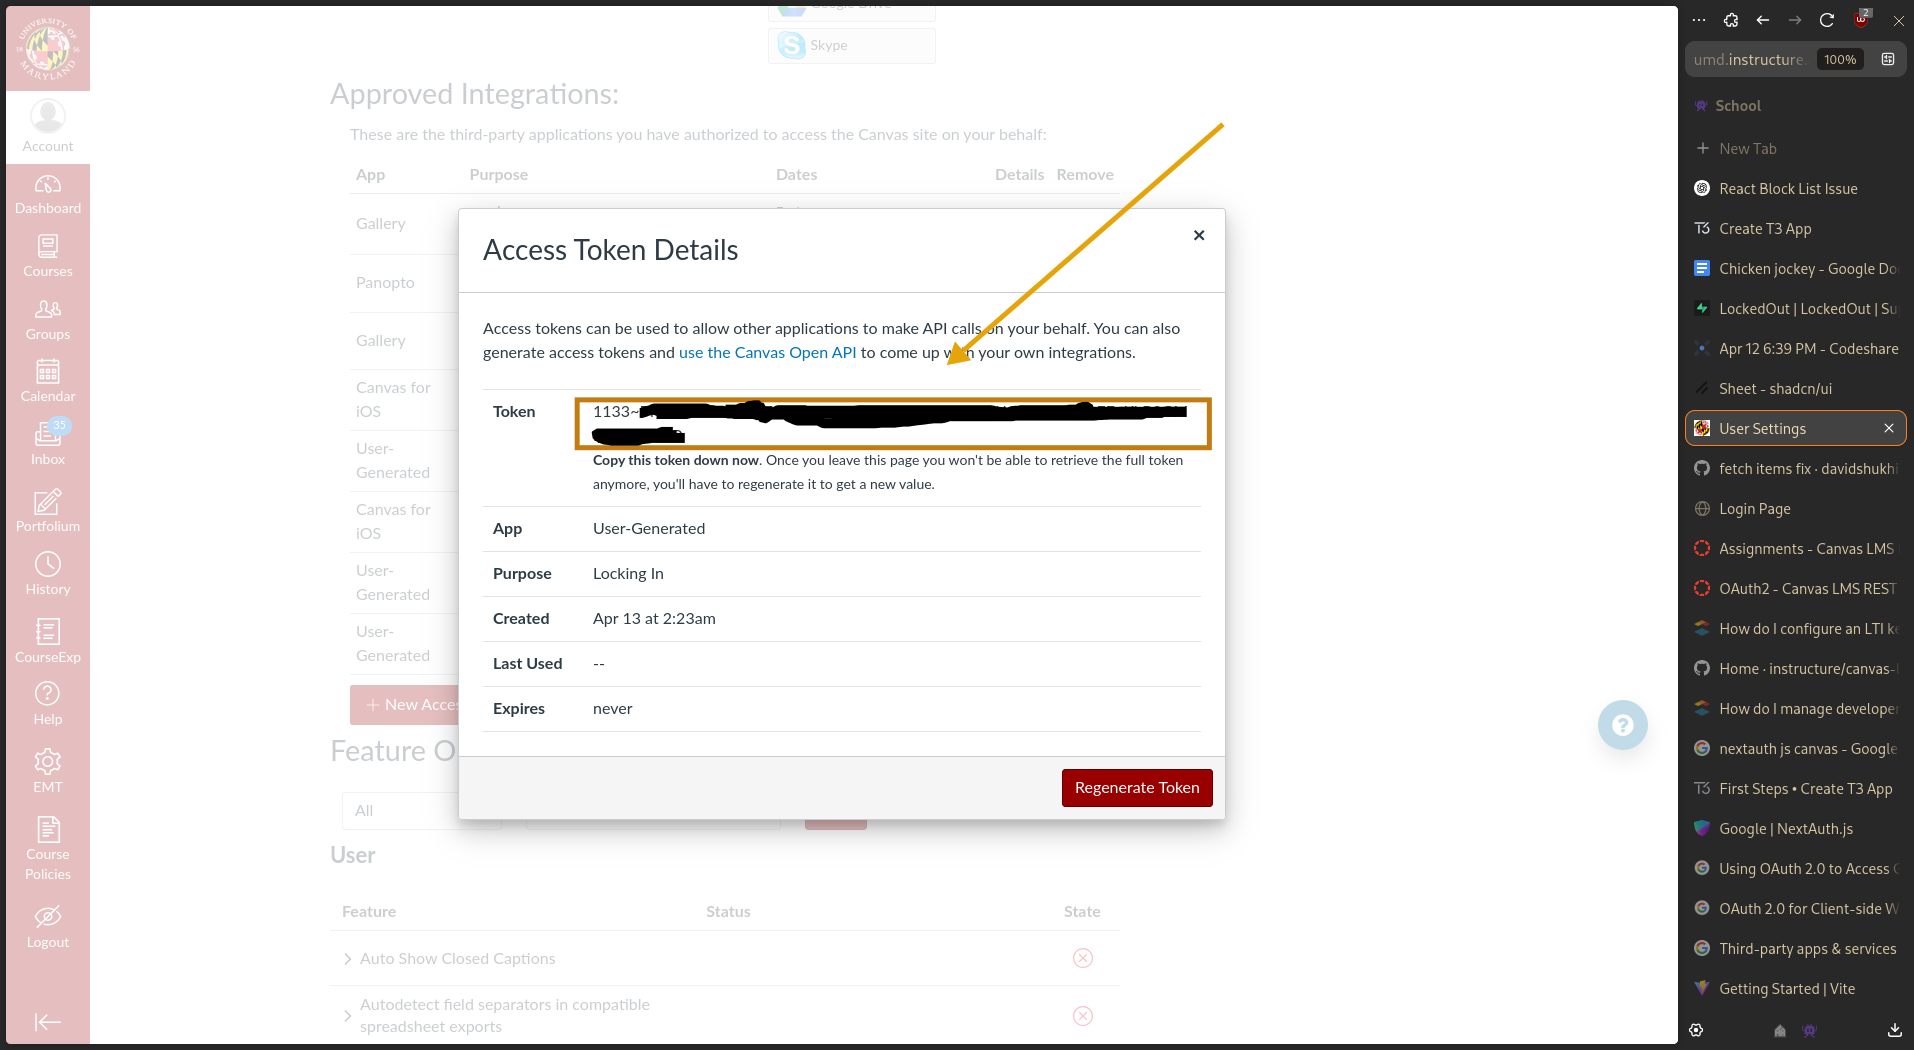 UNIVERSITY OF
18 56
MARYLAND
Account
Dashboard
Courses
Groups
Calendar
35
Inbox
Portfolium
History
CourseExp
Help
EMT
Course
Policies
Logout
Google Drive
Skype
Approved Integrations:
These are the third-party applications you have authorized to access the Canvas site on your behalf:
App Purpose Dates Details Remove
Gallery
Panopto
Gallery
Canvas for
iOS
User-
Generated
Canvas for
iOS
User-
Generated
User-
Generated
+ New Acces
Feature O
All
User
Feature Status State
Auto Show Closed Captions
Autodetect field separators in compatible
spreadsheet exports
Access Token Details
×
Access tokens can be used to allow other applications to make API calls on your behalf. You can also
generate access tokens and use the Canvas Open API to come up with your own integrations.
Token 1133~
Copy this token down now. Once you leave this page you won't be able to retrieve the full token
anymore, you'll have to regenerate it to get a new value.
App User-Generated
Purpose Locking In
Created Apr 13 at 2:23am
Last Used --
Expires never
Regenerate Token
?
2
umd.instructure. 100%
School
+ New Tab
React Block List Issue
T3 Create T3 App
Chicken jockey - Google Do
LockedOut | LockedOut | Su
Apr 12 6:39 PM - Codeshare
Sheet - shadcn/ui
User Settings ×
fetch items fix · davidshukhi
Login Page
Assignments - Canvas LMS
OAuth2 - Canvas LMS REST
How do I configure an LTI ke
Home · instructure/canvas-l
How do I manage developer
nextauth js canvas - Google
T3 First Steps • Create T3 App
Google | NextAuth.js
Using OAuth 2.0 to Access G
OAuth 2.0 for Client-side W
Third-party apps & services
Getting Started | Vite